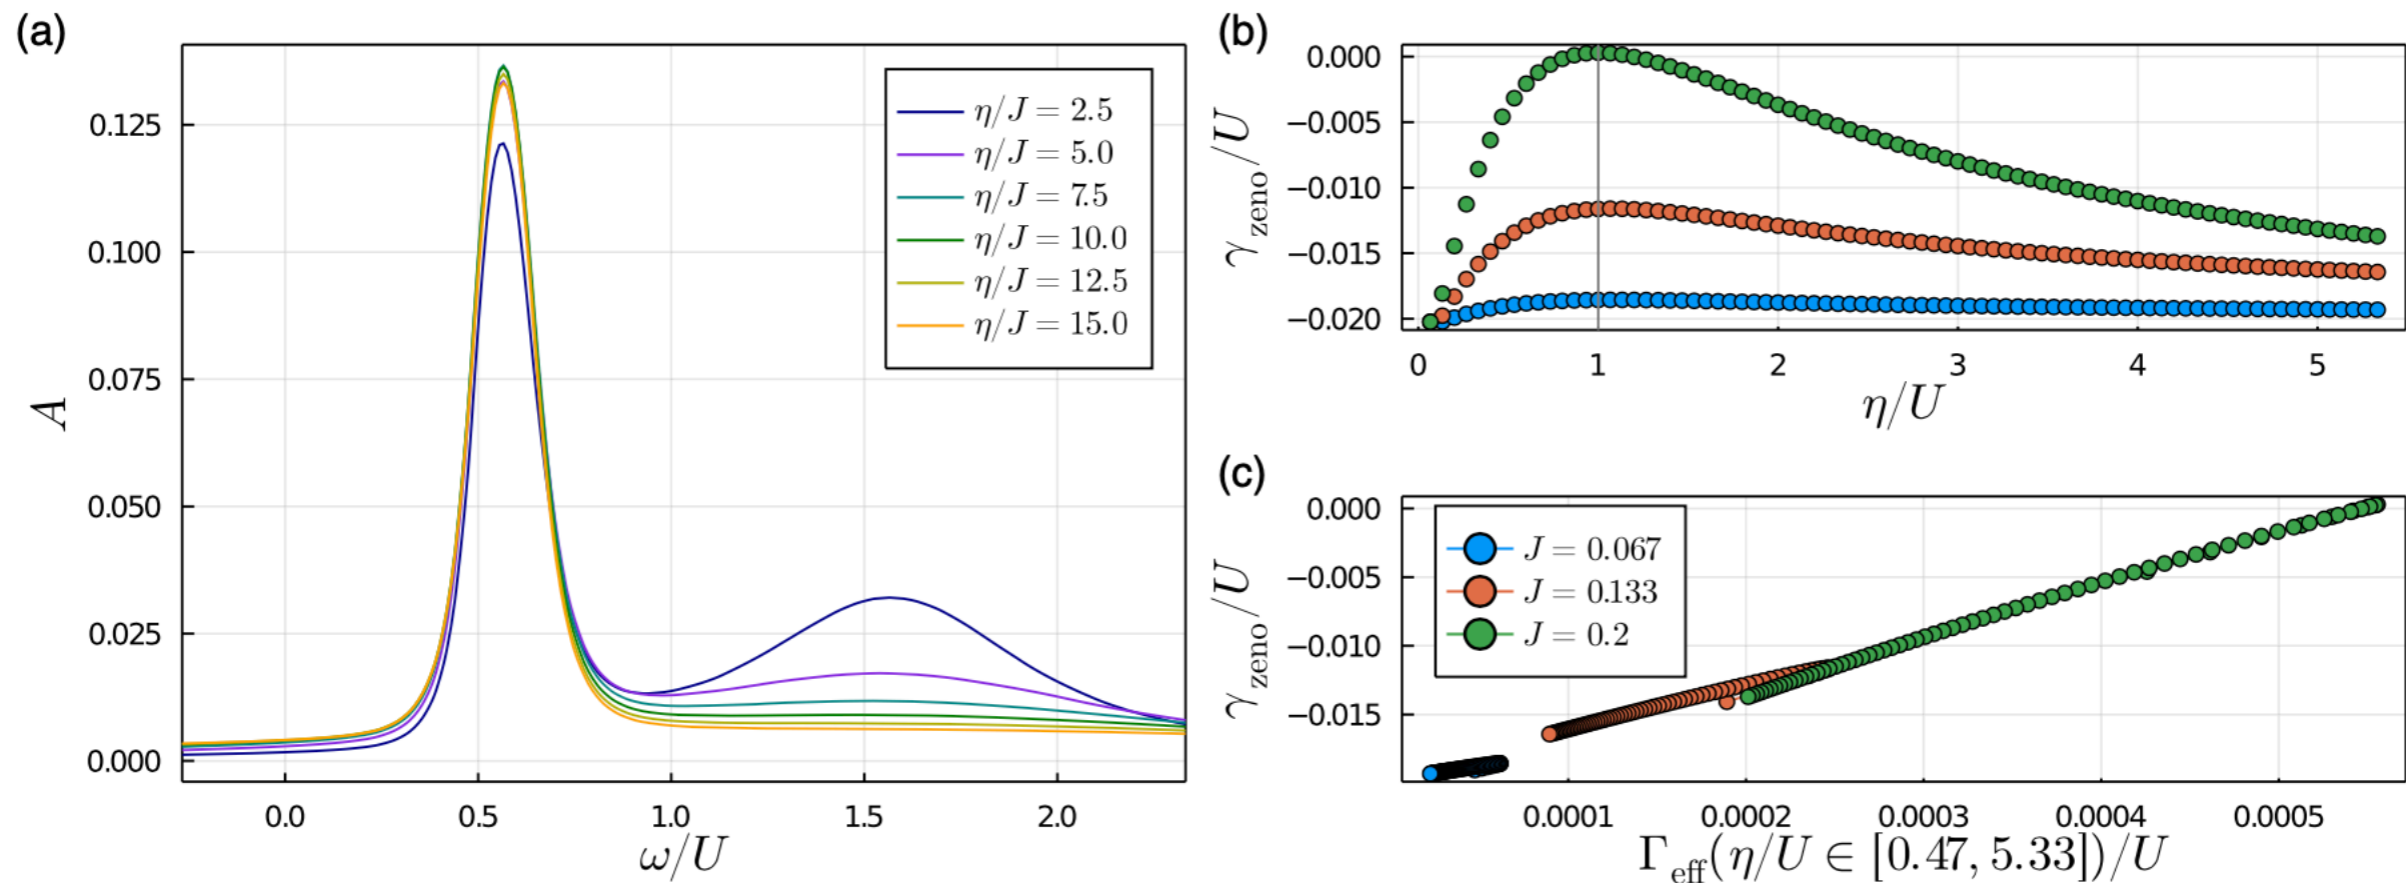 (a)
0.125
0.100
0.075
0.050
0.025
0.000
A
0.0 0.5 1.0 1.5 2.0
ω/U
η/J = 2.5
η/J = 5.0
η/J = 7.5
η/J = 10.0
η/J = 12.5
η/J = 15.0
(b)
0.000
−0.005
−0.010
−0.015
−0.020
γzeno/U
0 1 2 3 4 5
η/U
(c)
0.000
−0.005
−0.010
−0.015
γzeno/U
J = 0.067
J = 0.133
J = 0.2
0.0001 0.0002 0.0003 0.0004 0.0005
Γeff(η/U ∈ [0.47, 5.33])/U